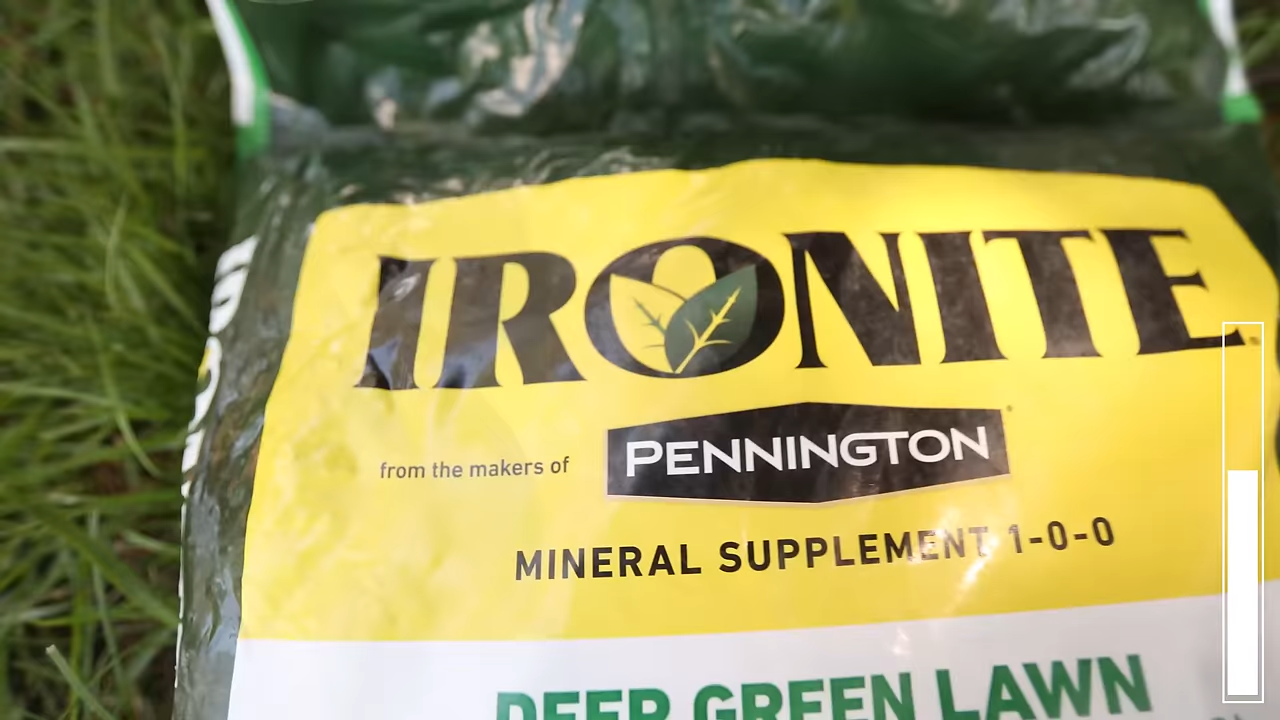 IRONITE
from the makers of PENNINGTON
MINERAL SUPPLEMENT 1-0-0
DEEP GREEN LAWN